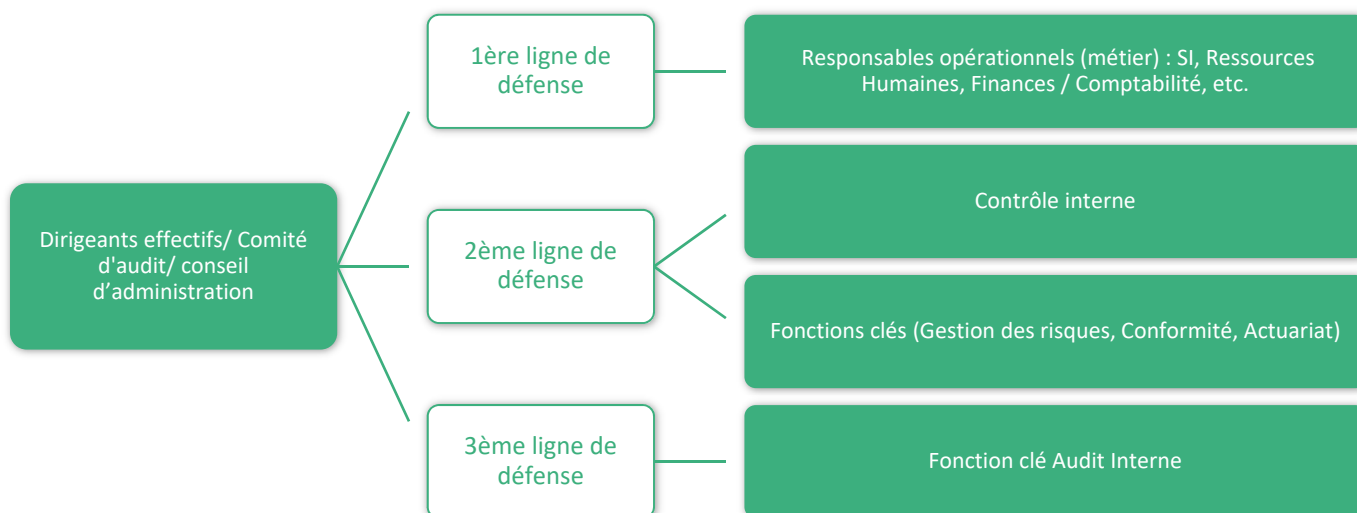 Dirigeants effectifs/ Comité
d'audit/ conseil
d’administration
1ère ligne de
défense
Responsables opérationnels (métier) : SI, Ressources
Humaines, Finances / Comptabilité, etc.
2ème ligne de
défense
Contrôle interne
Fonctions clés (Gestion des risques, Conformité, Actuariat)
3ème ligne de
défense
Fonction clé Audit Interne